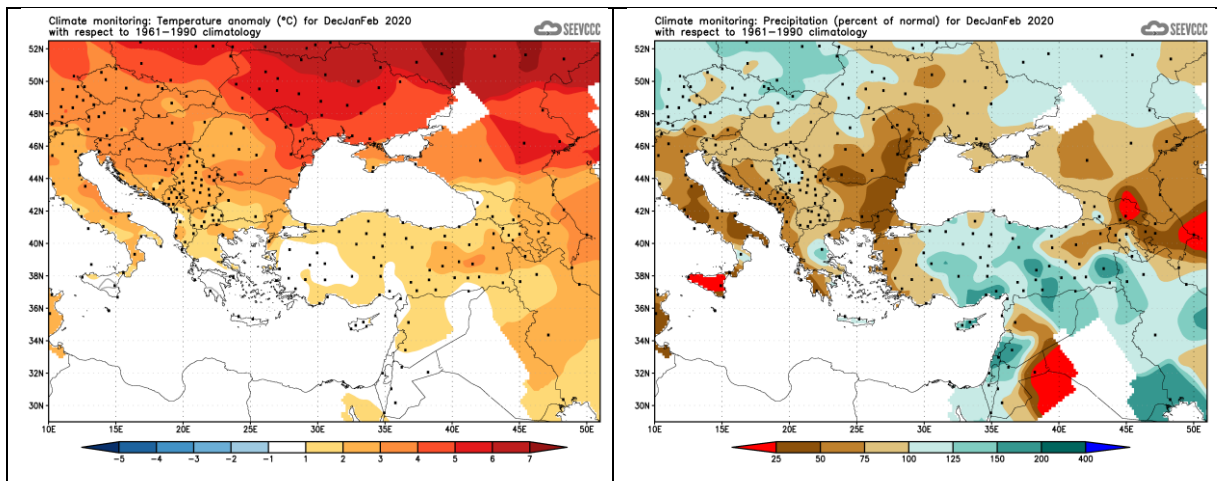 Climate monitoring: Temperature anomaly (°C) for DecJanFeb 2020
with respect to 1961-1990 climatology
SEEVCCC
52N
50N
48N
46N
44N
42N
40N
38N
36N
34N
32N
30N
10E 15E 20E 25E 30E 35E 40E 45E 50E
-5 -4 -3 -2 -1 1 2 3 4 5 6 7
Climate monitoring: Precipitation (percent of normal) for DecJanFeb 2020
with respect to 1961-1990 climatology
SEEVCCC
52N
50N
48N
46N
44N
42N
40N
38N
36N
34N
32N
30N
10E 15E 20E 25E 30E 35E 40E 45E 50E
25 50 75 100 125 150 200 400